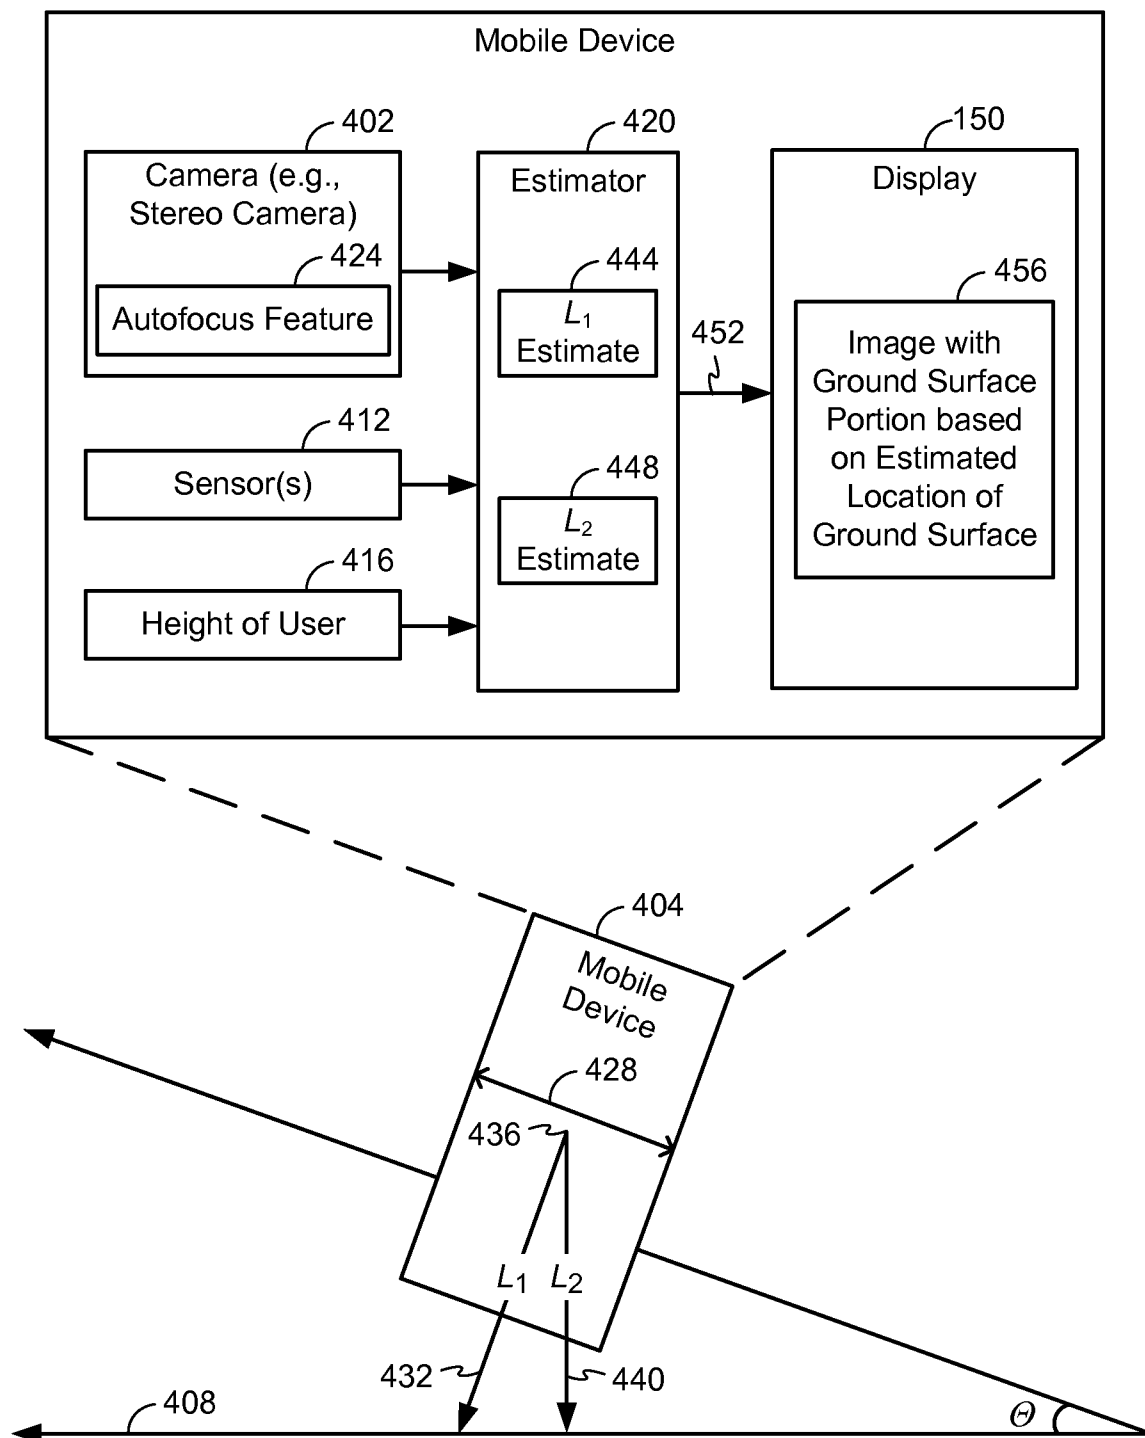 Mobile Device
402
Camera (e.g.,
Stereo Camera)
424
Autofocus Feature
412
Sensor(s)
416
Height of User
420
Estimator
444
L1
Estimate
448
L2
Estimate
452
150
Display
456
Image with
Ground Surface
Portion based
on Estimated
Location of
Ground Surface
404
Mobile
Device
428
436
L1
L2
432
440
408
Θ